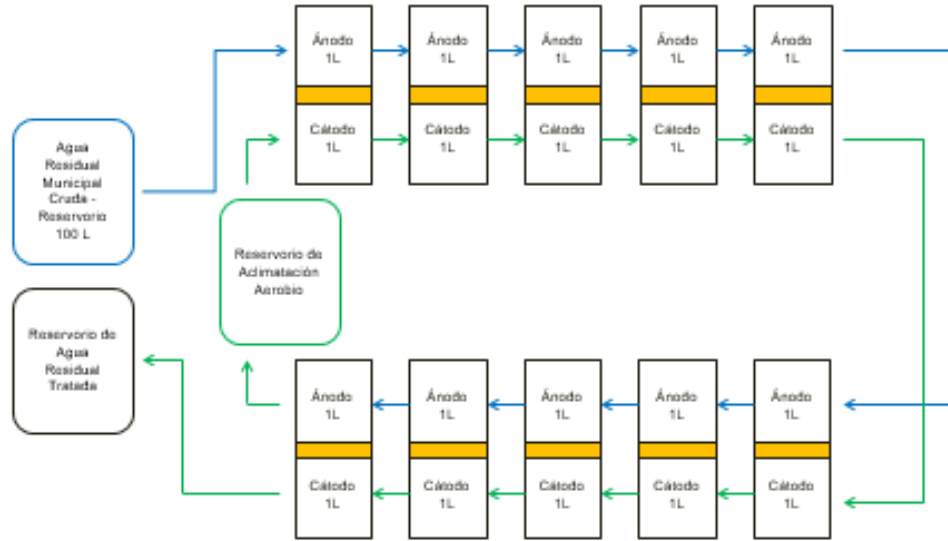 Ánodo
1L
Ánodo
1L
Ánodo
1L
Ánodo
1L
Ánodo
1L
Cátodo
1L
Cátodo
1L
Cátodo
1L
Cátodo
1L
Cátodo
1L
Agua
Residual
Municipal
Cruda -
Reservorio
100 L
Reservorio de
Aclimatación
Aerobio
Reservorio de
Agua
Residual
Tratada
Ánodo
1L
Ánodo
1L
Ánodo
1L
Ánodo
1L
Ánodo
1L
Cátodo
1L
Cátodo
1L
Cátodo
1L
Cátodo
1L
Cátodo
1L